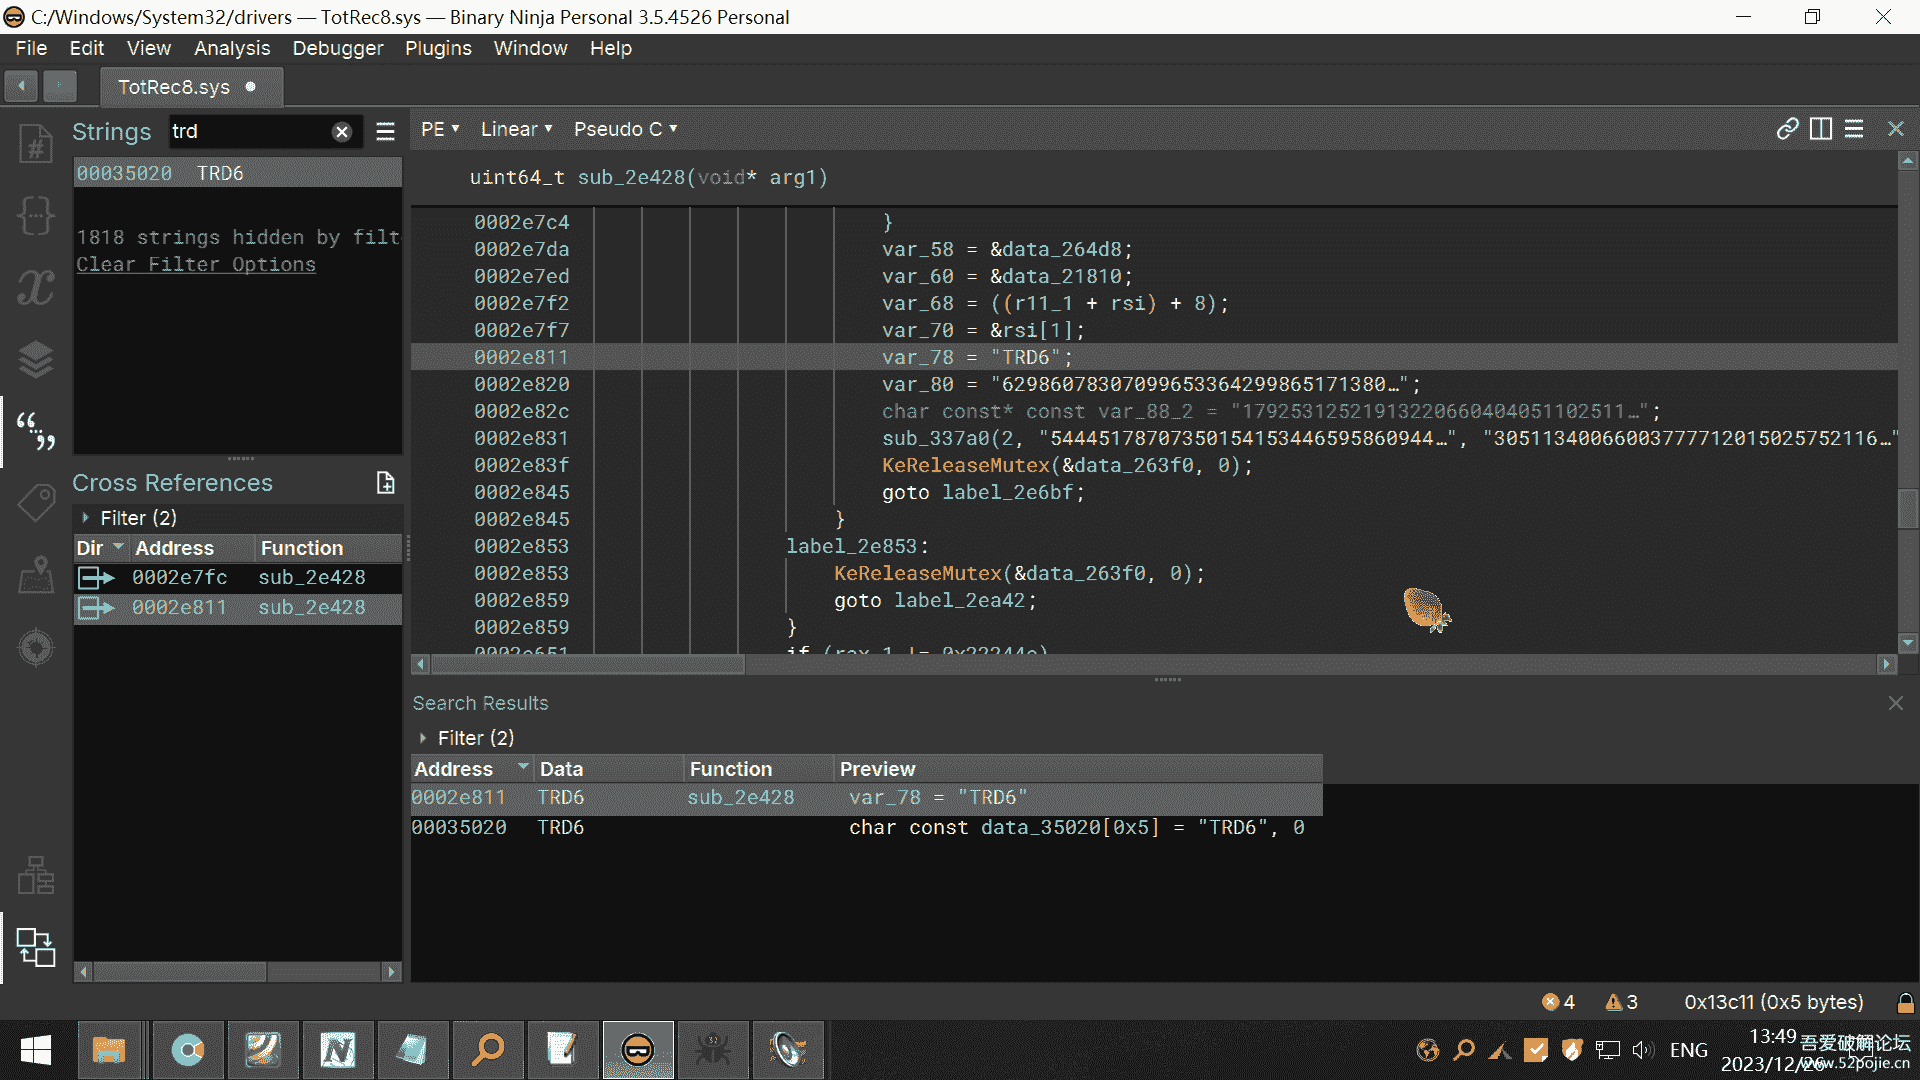 C:/Windows/System32/drivers — TotRec8.sys — Binary Ninja Personal 3.5.4526 Personal
File Edit View Analysis Debugger Plugins Window Help
TotRec8.sys
Strings trd
00035020 TRD6
1818 strings hidden by filt
Clear Filter Options
Cross References
Filter (2)
Dir Address Function
0002e7fc sub_2e428
0002e811 sub_2e428
PE Linear Pseudo C
uint64_t sub_2e428(void* arg1)
0002e7c4 }
0002e7da var_58 = &data_264d8;
0002e7ed var_60 = &data_21810;
0002e7f2 var_68 = ((r11_1 + rsi) + 8);
0002e7f7 var_70 = &rsi[1];
0002e811 var_78 = "TRD6";
0002e820 var_80 = "62986078307099653364299865171380…";
0002e82c char const* const var_88_2 = "17925312521913220660404051102511…";
0002e831 sub_337a0(2, "54445178707350154153446595860944…", "30511340066003777712015025752116…"
0002e83f KeReleaseMutex(&data_263f0, 0);
0002e845 goto label_2e6bf;
0002e845 }
0002e853 label_2e853:
0002e853 KeReleaseMutex(&data_263f0, 0);
0002e859 goto label_2ea42;
0002e859 }
0002e651 if (rax_1 != 0x22244c)
Search Results
Filter (2)
Address Data Function Preview
0002e811 TRD6 sub_2e428 var_78 = "TRD6"
00035020 TRD6 char const data_35020[0x5] = "TRD6", 0
4 3 0x13c11 (0x5 bytes)
32
ENG
13:49
2023/12/26
吾爱破解论坛
www.52pojie.cn